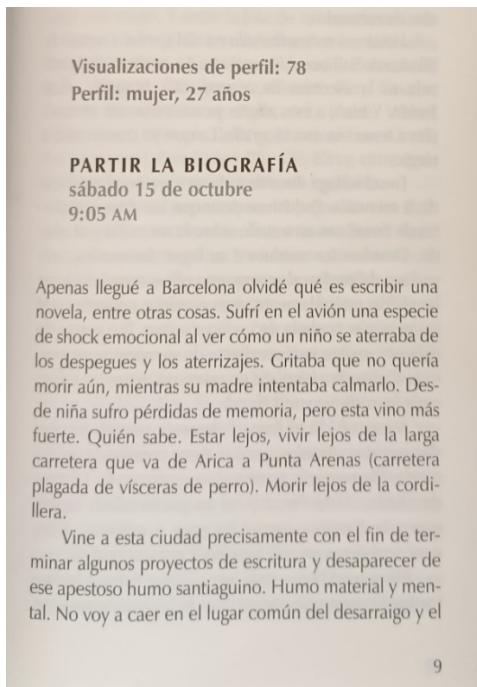 Visualizaciones de perfil: 78
Perfil: mujer, 27 años
PARTIR LA BIOGRAFÍA
sábado 15 de octubre
9:05 AM
Apenas llegué a Barcelona olvidé qué es escribir una
novela, entre otras cosas. Sufrí en el avión una especie
de shock emocional al ver cómo un niño se aterraba de
los despegues y los aterrizajes. Gritaba que no quería
morir aún, mientras su madre intentaba calmarlo. Des-
de niña sufro pérdidas de memoria, pero esta vino más
fuerte. Quién sabe. Estar lejos, vivir lejos de la larga
carretera que va de Arica a Punta Arenas (carretera
plagada de vísceras de perro). Morir lejos de la cordi-
llera.
Vine a esta ciudad precisamente con el fin de ter-
minar algunos proyectos de escritura y desaparecer de
ese apestoso humo santiaguino. Humo material y men-
tal. No voy a caer en el lugar común del desarraigo y el
9